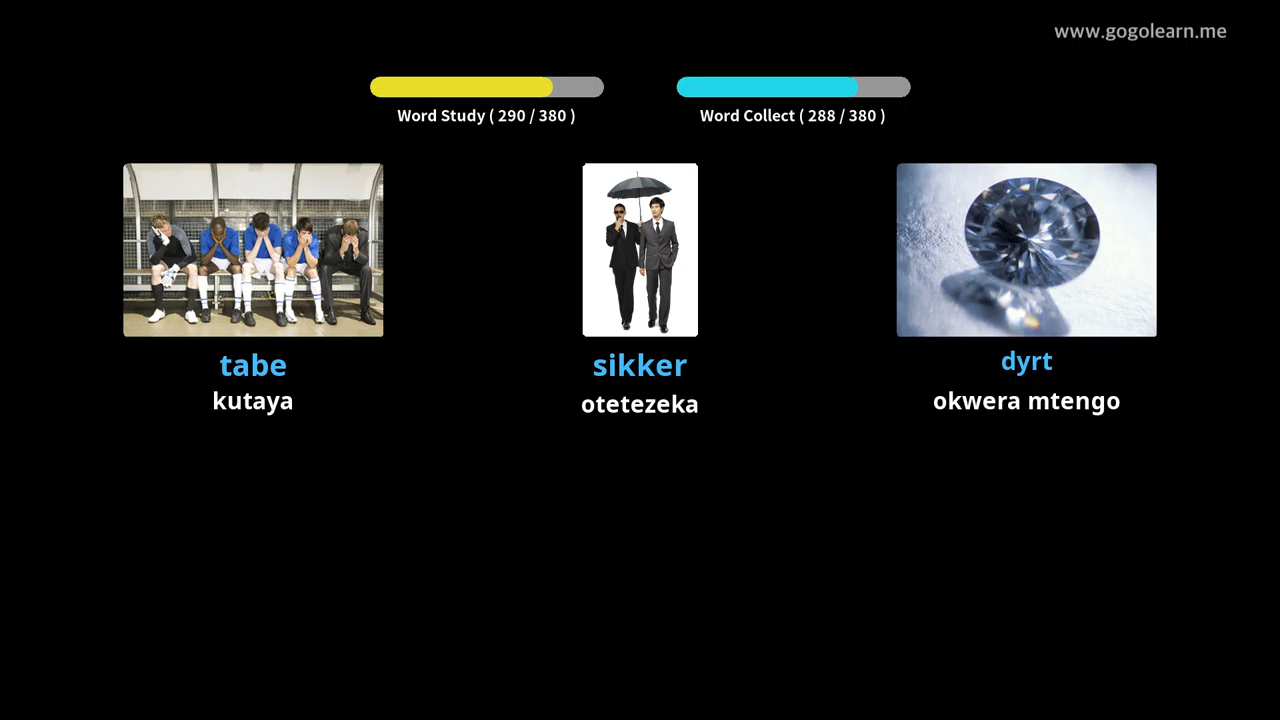 www.gogolearn.me
Word Study ( 290 / 380 )
Word Collect ( 288 / 380 )
tabe
kutaya
sikker
otetezeka
dyrt
okwera mtengo